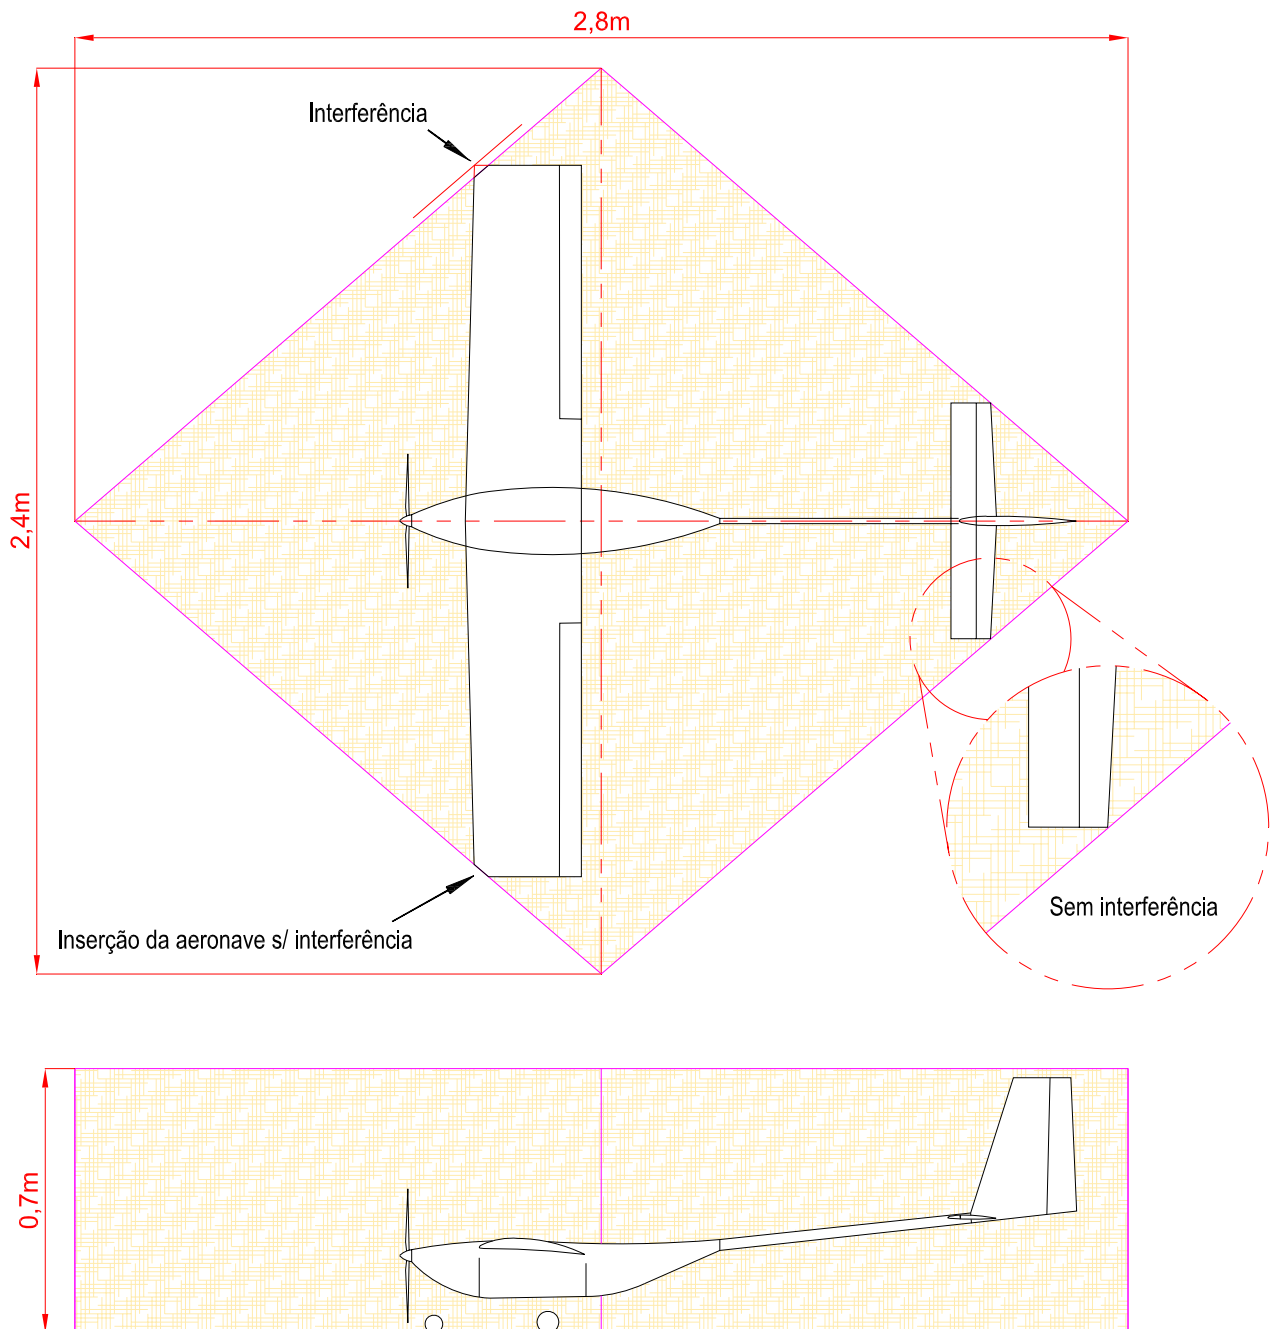 2,8m
Interferência
2,4m
Sem interferência
Inserção da aeronave s/ interferência
0,7m